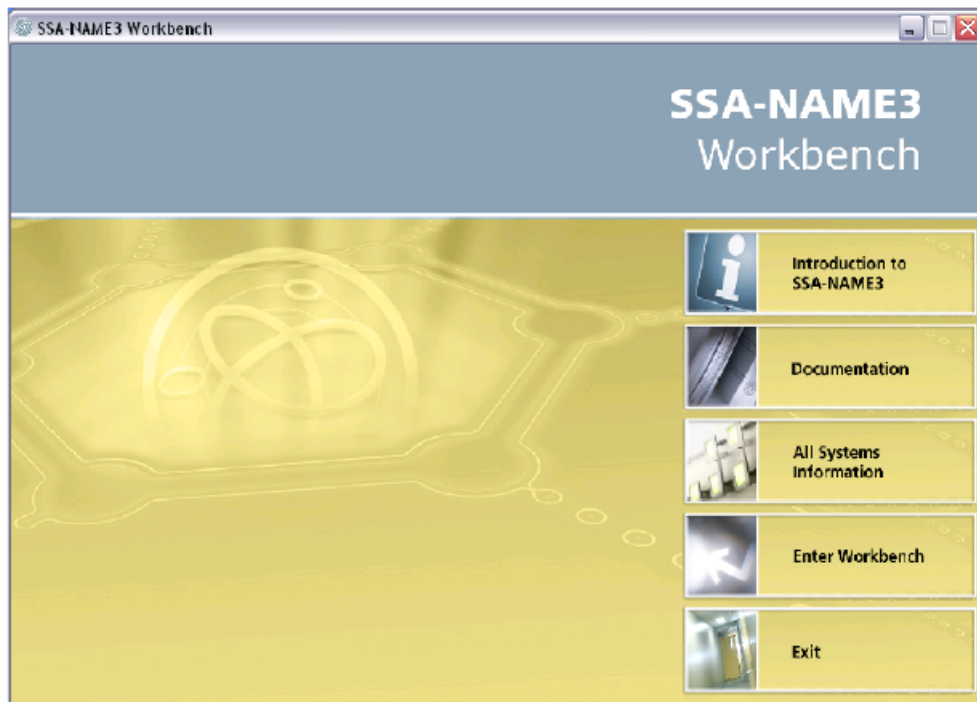 SSA-NAME3 Workbench
SSA-NAME3
Workbench
Introduction to
SSA-NAME3
Documentation
All Systems
Information
Enter Workbench
Exit